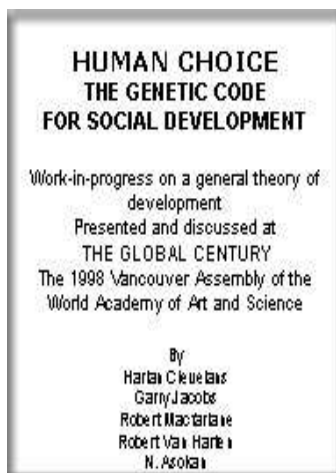 HUMAN CHOICE
THE GENETIC CODE
FOR SOCIAL DEVELOPMENT
Work-in-progress on a general theory of
development
Presented and discussed at
THE GLOBAL CENTURY
The 1998 Vancouver Assembly of the
World Academy of Art and Science
By
Harlan
Garry Jacobs
Robert Macfarlane
Robert Van Harten
N. Asokan